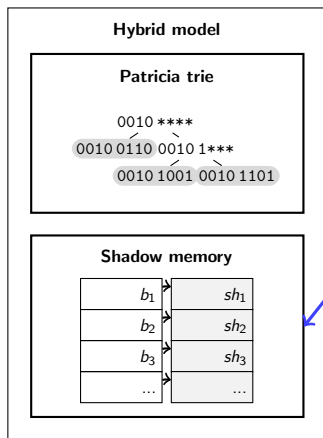 Hybrid model
Patricia trie
0010 ****
0010 0110 0010 1***
0010 1001 0010 1101
Shadow memory
b1 sh1
b2 sh2
b3 sh3
... ...